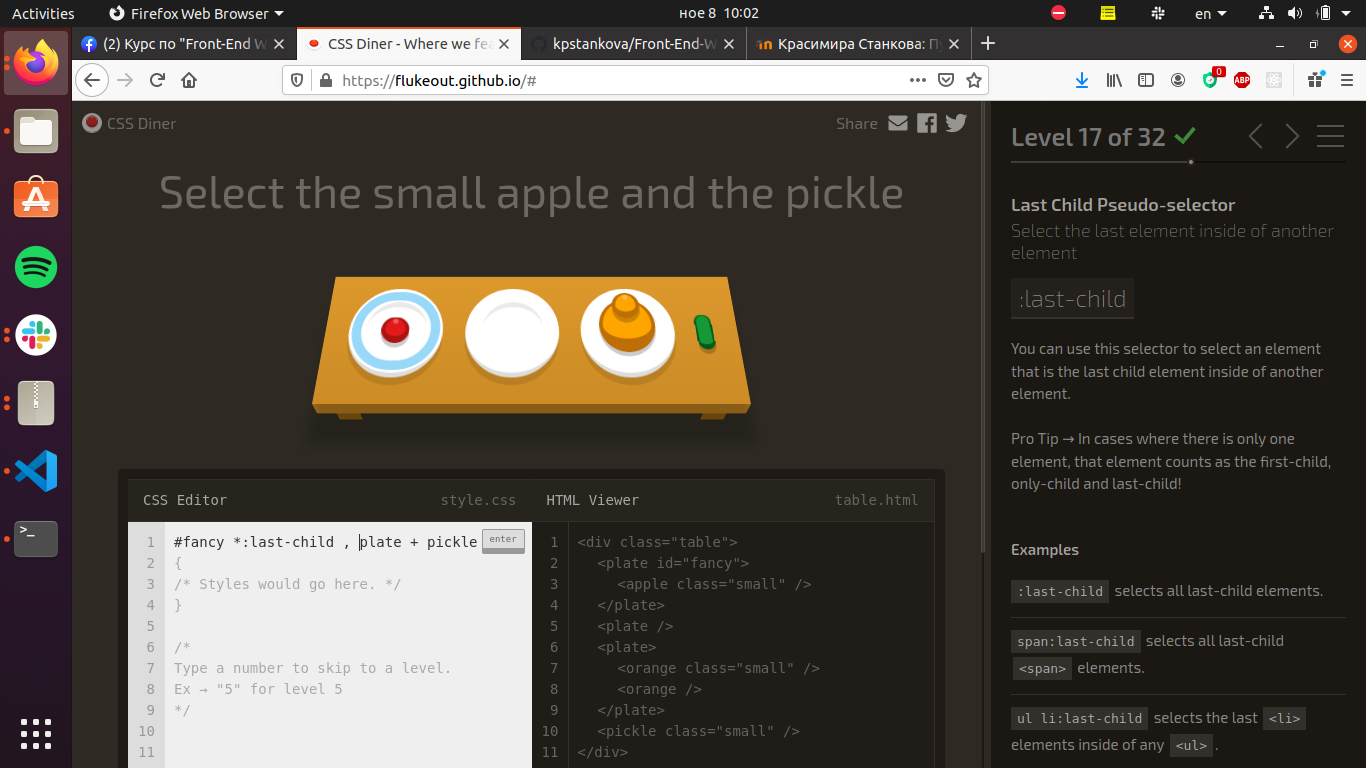 Activities
Firefox Web Browser
ное 8 10:02
en
(2) Курс по "Front-End W
CSS Diner - Where we fea
kpstankova/Front-End-W
Красимира Станкова: П
https://flukeout.github.io/#
0
ABP
CSS Diner
Share
Level 17 of 32
Select the small apple and the pickle
Last Child Pseudo-selector
Select the last element inside of another
element
:last-child
You can use this selector to select an element
that is the last child element inside of another
element.
Pro Tip → In cases where there is only one
element, that element counts as the first-child,
only-child and last-child!
Examples
:last-child selects all last-child elements.
span:last-child selects all last-child
<span> elements.
ul li:last-child selects the last <li>
elements inside of any <ul> .
CSS Editor
style.css
1 #fancy *:last-child , plate + pickle
enter
2 {
3 /* Styles would go here. */
4 }
5
6 /*
7 Type a number to skip to a level.
8 Ex → "5" for level 5
9 */
10
11
HTML Viewer
table.html
1 <div class="table">
2 <plate id="fancy">
3 <apple class="small" />
4 </plate>
5 <plate />
6 <plate>
7 <orange class="small" />
8 <orange />
9 </plate>
10 <pickle class="small" />
11 </div>